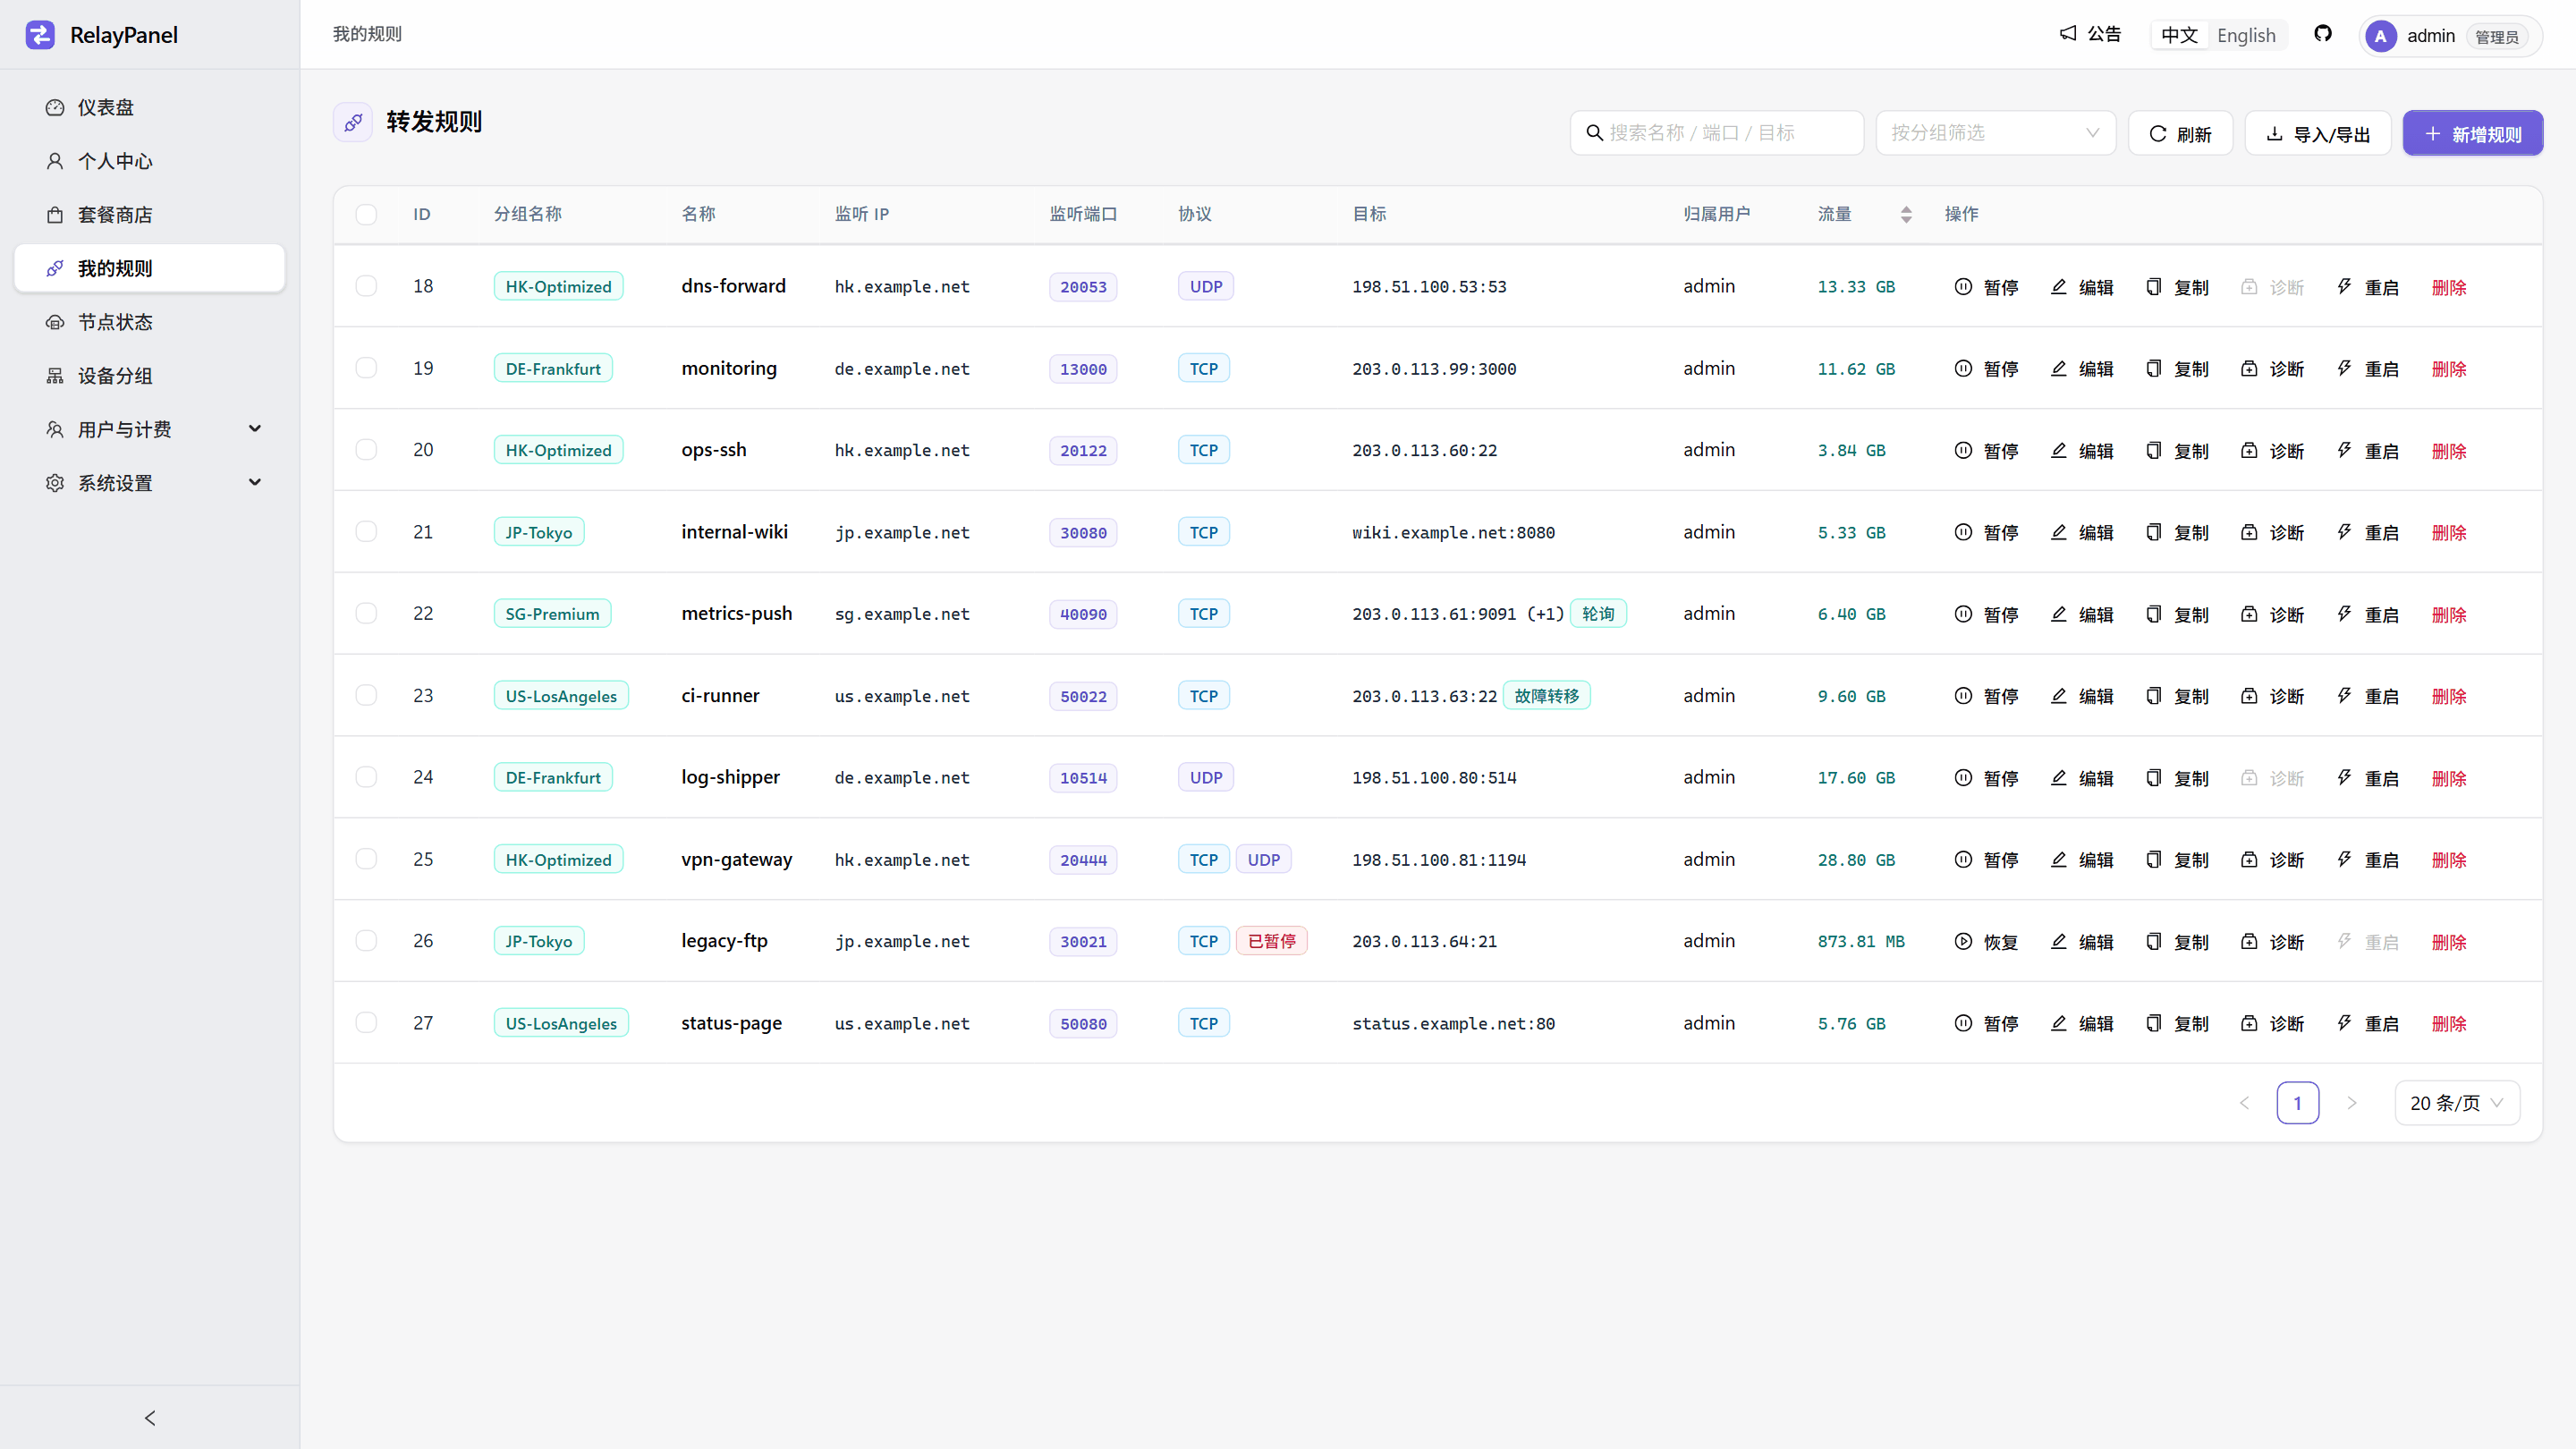 RelayPanel
我的规则
公告
中文 English
A admin 管理员
仪表盘
个人中心
套餐商店
我的规则
节点状态
设备分组
用户与计费
系统设置
转发规则
搜索名称 / 端口 / 目标
按分组筛选
刷新
导入/导出
新增规则
ID 分组名称 名称 监听 IP 监听端口 协议 目标 归属用户 流量 操作
18 HK-Optimized dns-forward hk.example.net 20053 UDP 198.51.100.53:53 admin 13.33 GB 暂停 编辑 复制 诊断 重启 删除
19 DE-Frankfurt monitoring de.example.net 13000 TCP 203.0.113.99:3000 admin 11.62 GB 暂停 编辑 复制 诊断 重启 删除
20 HK-Optimized ops-ssh hk.example.net 20122 TCP 203.0.113.60:22 admin 3.84 GB 暂停 编辑 复制 诊断 重启 删除
21 JP-Tokyo internal-wiki jp.example.net 30080 TCP wiki.example.net:8080 admin 5.33 GB 暂停 编辑 复制 诊断 重启 删除
22 SG-Premium metrics-push sg.example.net 40090 TCP 203.0.113.61:9091 (+1) 轮询 admin 6.40 GB 暂停 编辑 复制 诊断 重启 删除
23 US-LosAngeles ci-runner us.example.net 50022 TCP 203.0.113.63:22 故障转移 admin 9.60 GB 暂停 编辑 复制 诊断 重启 删除
24 DE-Frankfurt log-shipper de.example.net 10514 UDP 198.51.100.80:514 admin 17.60 GB 暂停 编辑 复制 诊断 重启 删除
25 HK-Optimized vpn-gateway hk.example.net 20444 TCP UDP 198.51.100.81:1194 admin 28.80 GB 暂停 编辑 复制 诊断 重启 删除
26 JP-Tokyo legacy-ftp jp.example.net 30021 TCP 已暂停 203.0.113.64:21 admin 873.81 MB 恢复 编辑 复制 诊断 重启 删除
27 US-LosAngeles status-page us.example.net 50080 TCP status.example.net:80 admin 5.76 GB 暂停 编辑 复制 诊断 重启 删除
1
20 条/页